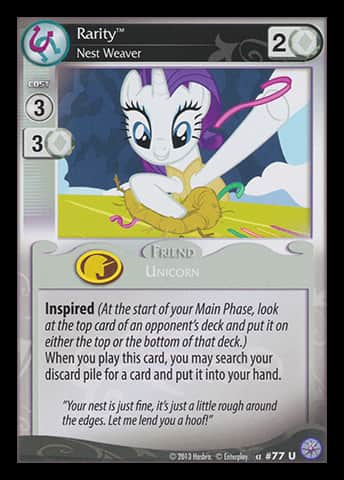 Rarity™
Nest Weaver
2
COST
3
3
FRIEND
UNICORN
Inspired (At the start of your Main Phase, look
at the top card of an opponent's deck and put it on
either the top or the bottom of that deck.)
When you play this card, you may search your
discard pile for a card and put it into your hand.
"Your nest is just fine, it's just a little rough around
the edges. Let me lend you a hoof!"
© 2013 Hasbro. © Enterplay. α #77 U